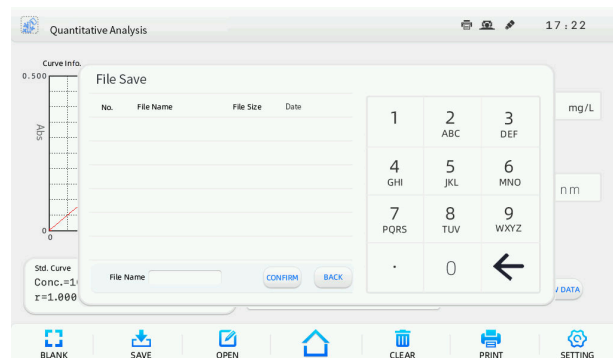 Quantitative Analysis
17:22
Curve Info.
0.500
Abs
0
0
File Save
No. File Name File Size Date
File Name CONFIRM BACK
1 2 3
ABC DEF
4 5 6
GHI JKL MNO
7 8 9
PQRS TUV WXYZ
. 0
mg/L
nm
Std. Curve
Conc.=1
r=1.000
DATA
BLANK SAVE OPEN CLEAR PRINT SETTING